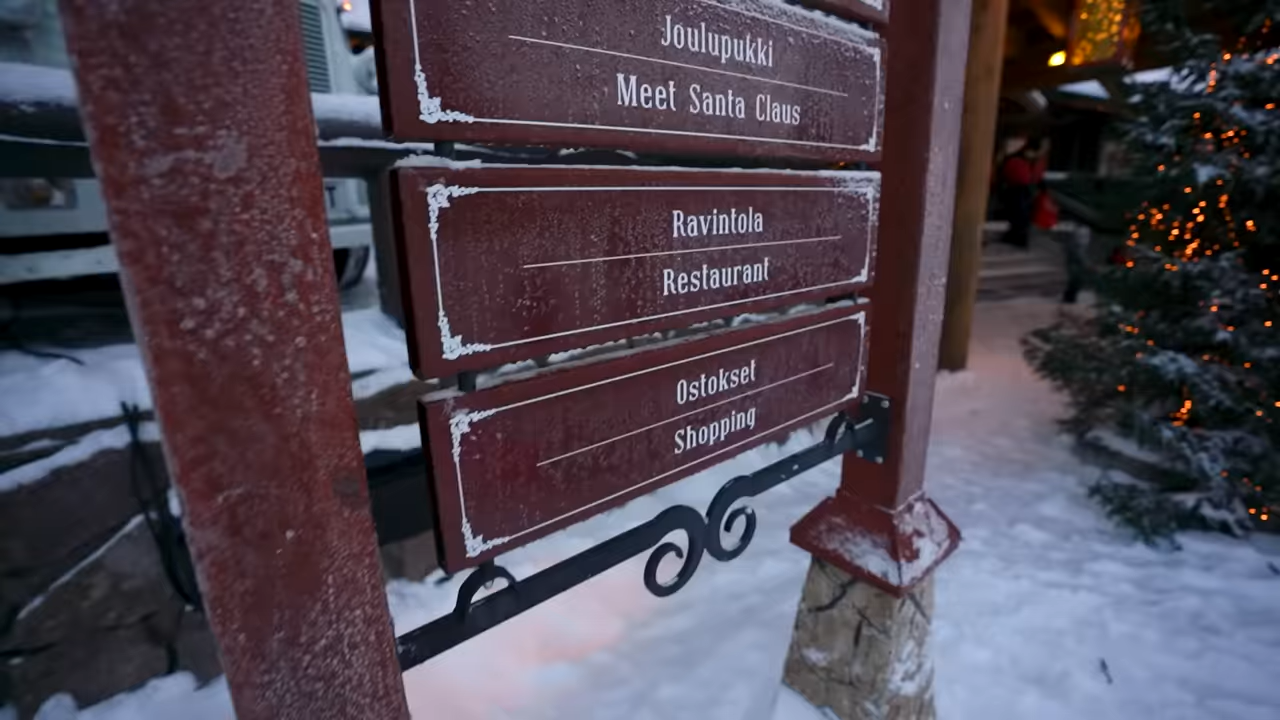 Joulupukki
Meet Santa Claus
Ravintola
Restaurant
Ostokset
Shopping